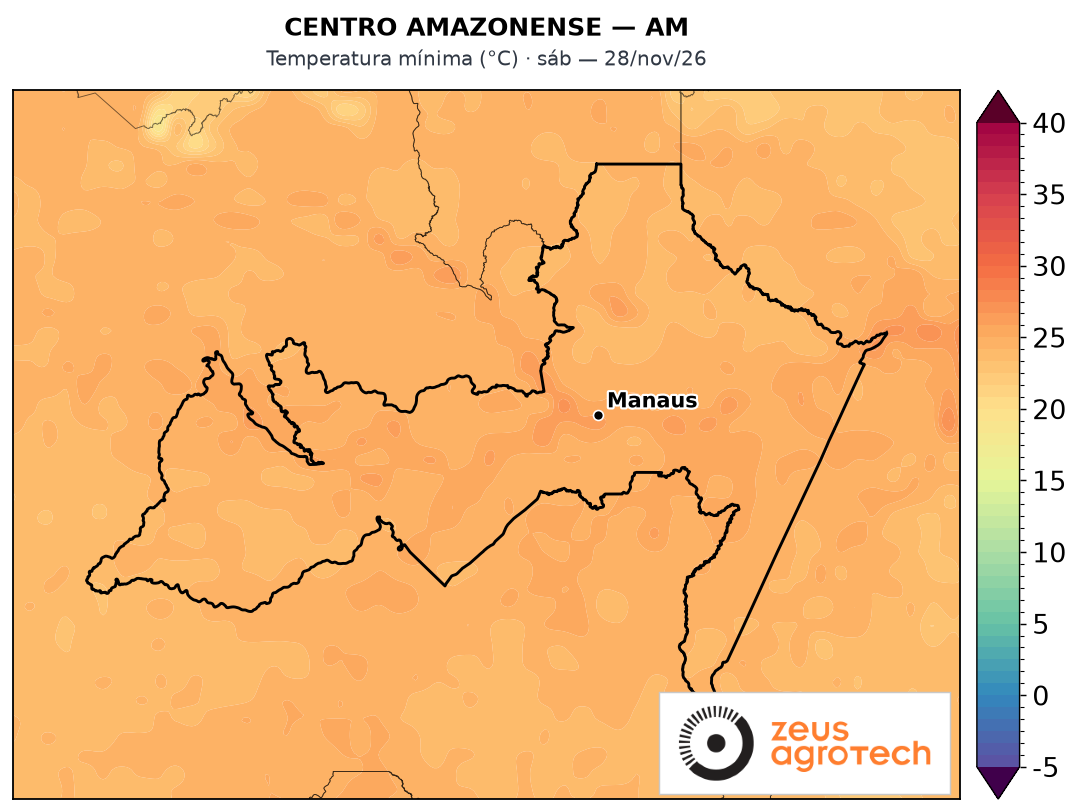 CENTRO AMAZONENSE — AM
Temperatura mínima (°C) · sáb — 28/nov/26
40
35
30
25
20
15
10
5
0
-5
Manaus
zeus
agrotech